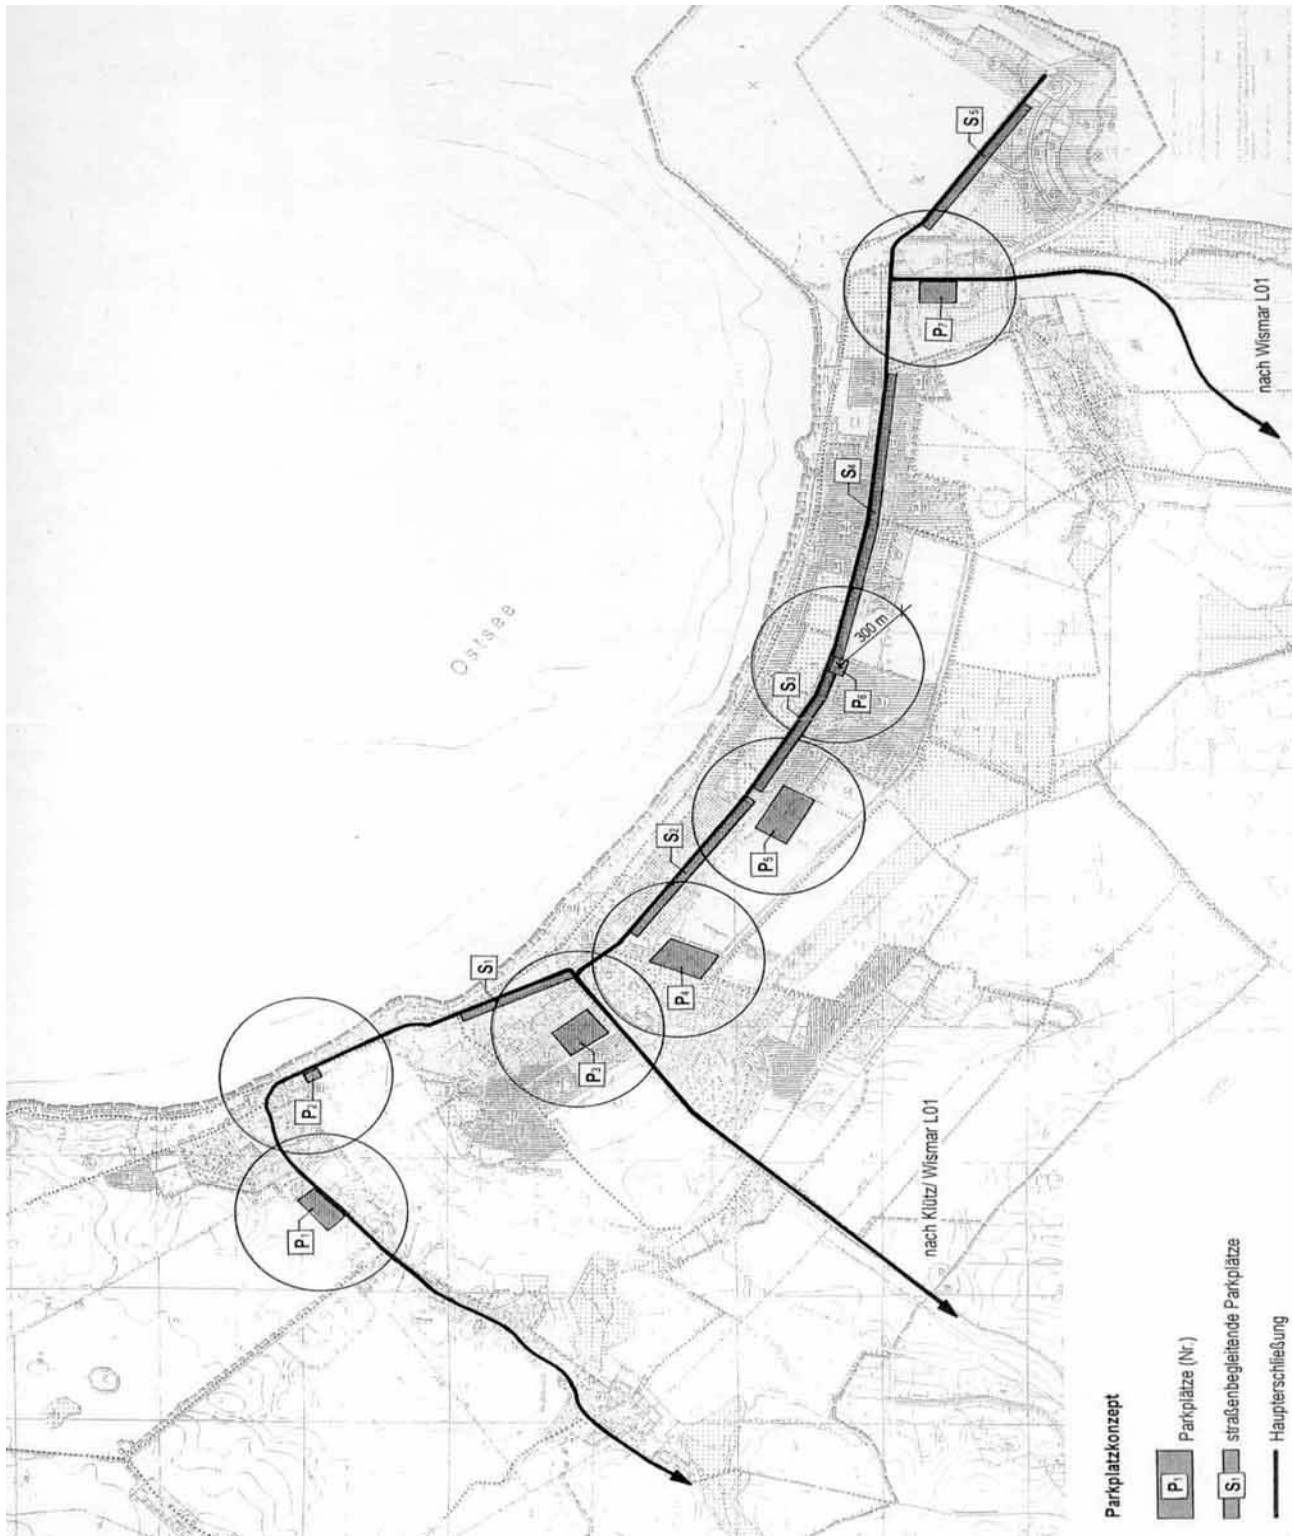 Ostsee
P₁
P₂
S₁
P₃
P₄
S₂
P₅
S₃
P₆
300 m
S₄
P₇
S₅
nach Wismar L01
nach Klütz/ Wismar L01
Parkplatzkonzept
P₁ Parkplätze (Nr.)
S₁ straßenbegleitende Parkplätze
Haupterschließung